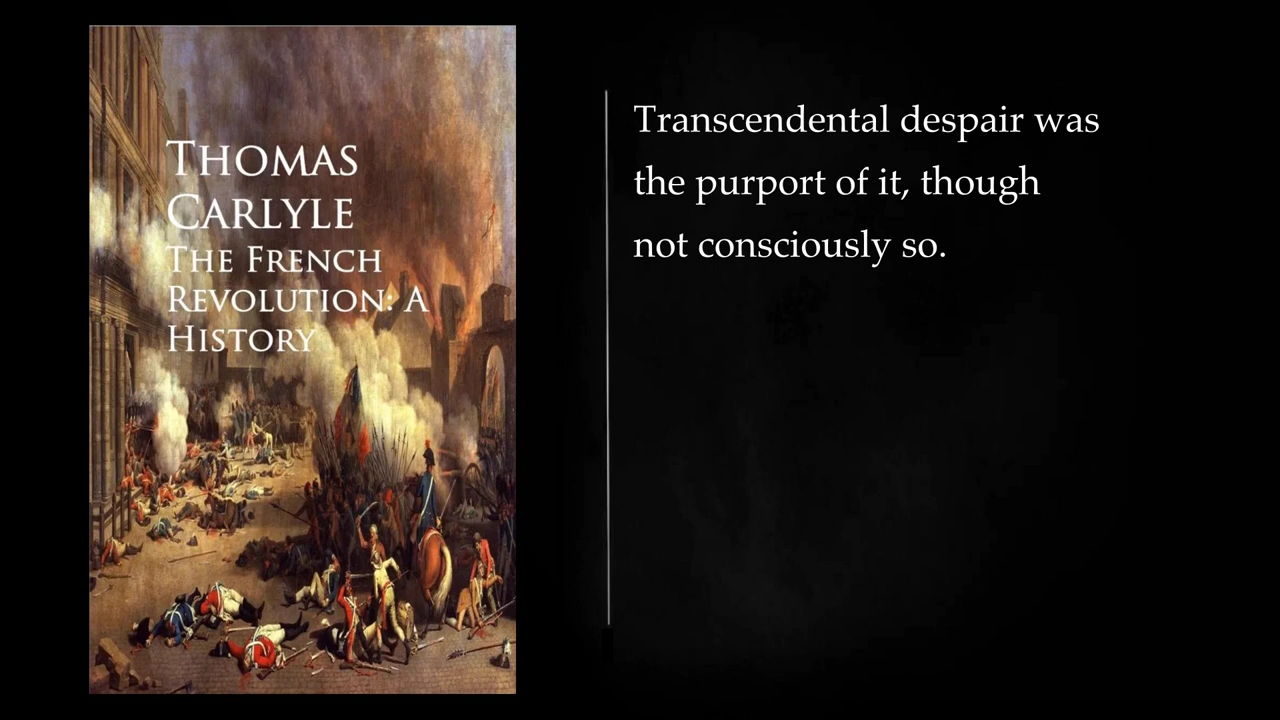 THOMAS
CARLYLE
THE FRENCH
REVOLUTION: A
HISTORY
Transcendental despair was
the purport of it, though
not consciously so.